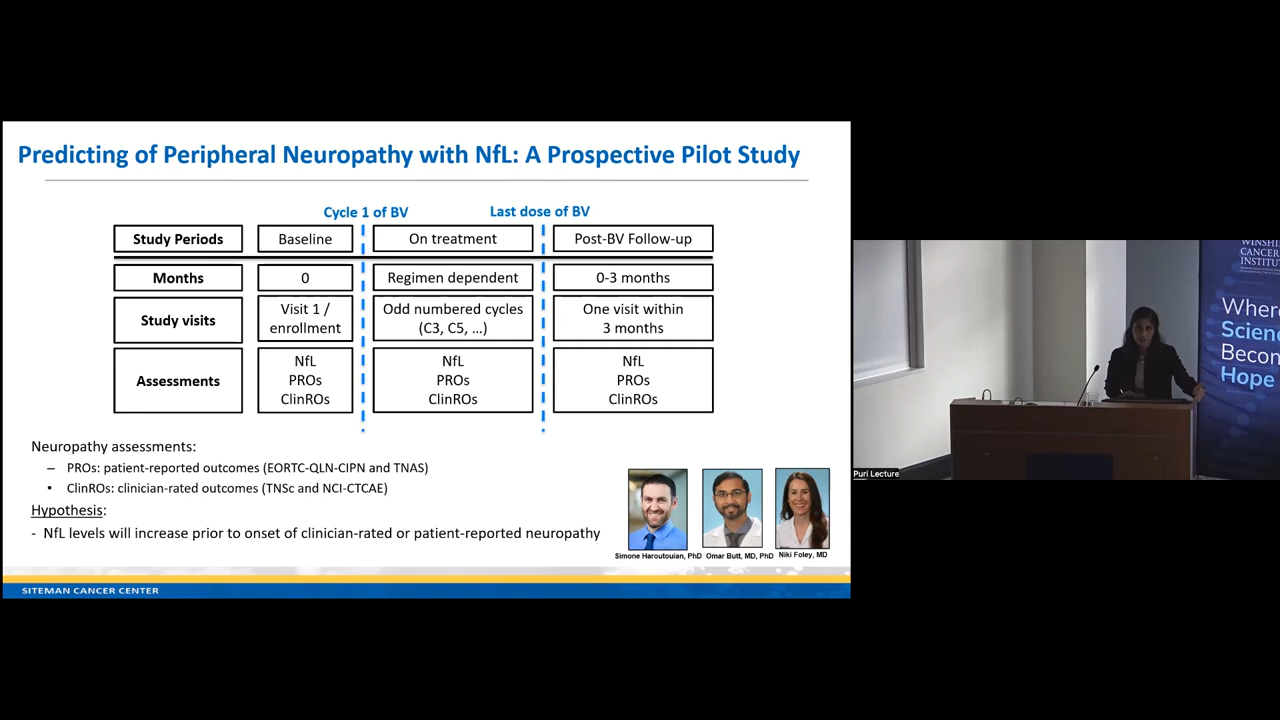 Predicting of Peripheral Neuropathy with NfL: A Prospective Pilot Study
Cycle 1 of BV
Last dose of BV
Study Periods
Baseline
On treatment
Post-BV Follow-up
Months
0
Regimen dependent
0-3 months
Study visits
Visit 1 /
enrollment
Odd numbered cycles
(C3, C5, …)
One visit within
3 months
Assessments
NfL
PROs
ClinROs
NfL
PROs
ClinROs
NfL
PROs
ClinROs
Neuropathy assessments:
– PROs: patient-reported outcomes (EORTC-QLN-CIPN and TNAS)
• ClinROs: clinician-rated outcomes (TNSc and NCI-CTCAE)
Hypothesis:
- NfL levels will increase prior to onset of clinician-rated or patient-reported neuropathy
Simone Haroutouian, PhD
Omar Butt, MD, PhD
Niki Foley, MD
SITEMAN CANCER CENTER
WINSHI
CANCER
INSTITU
Where
Scien
Becom
Hope
Puri Lecture